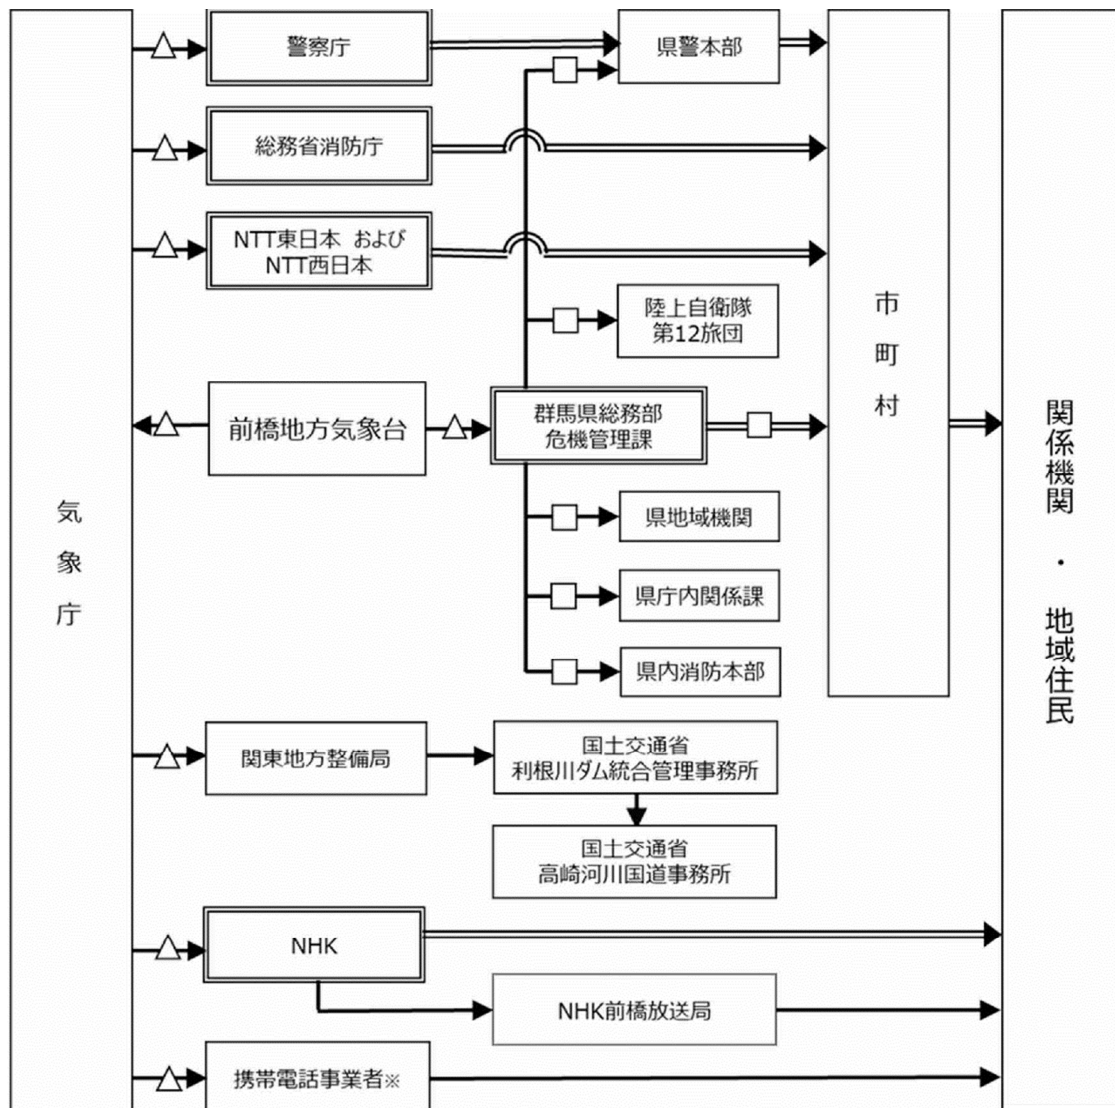 気象庁
警察庁
県警本部
総務省消防庁
NTT東日本 および
NTT西日本
陸上自衛隊
第12旅団
前橋地方気象台
群馬県総務部
危機管理課
県地域機関
県庁内関係課
県内消防本部
市町村
関係機関・地域住民
関東地方整備局
国土交通省
利根川ダム統合管理事務所
国土交通省
高崎河川国道事務所
NHK
NHK前橋放送局
携帯電話事業者※